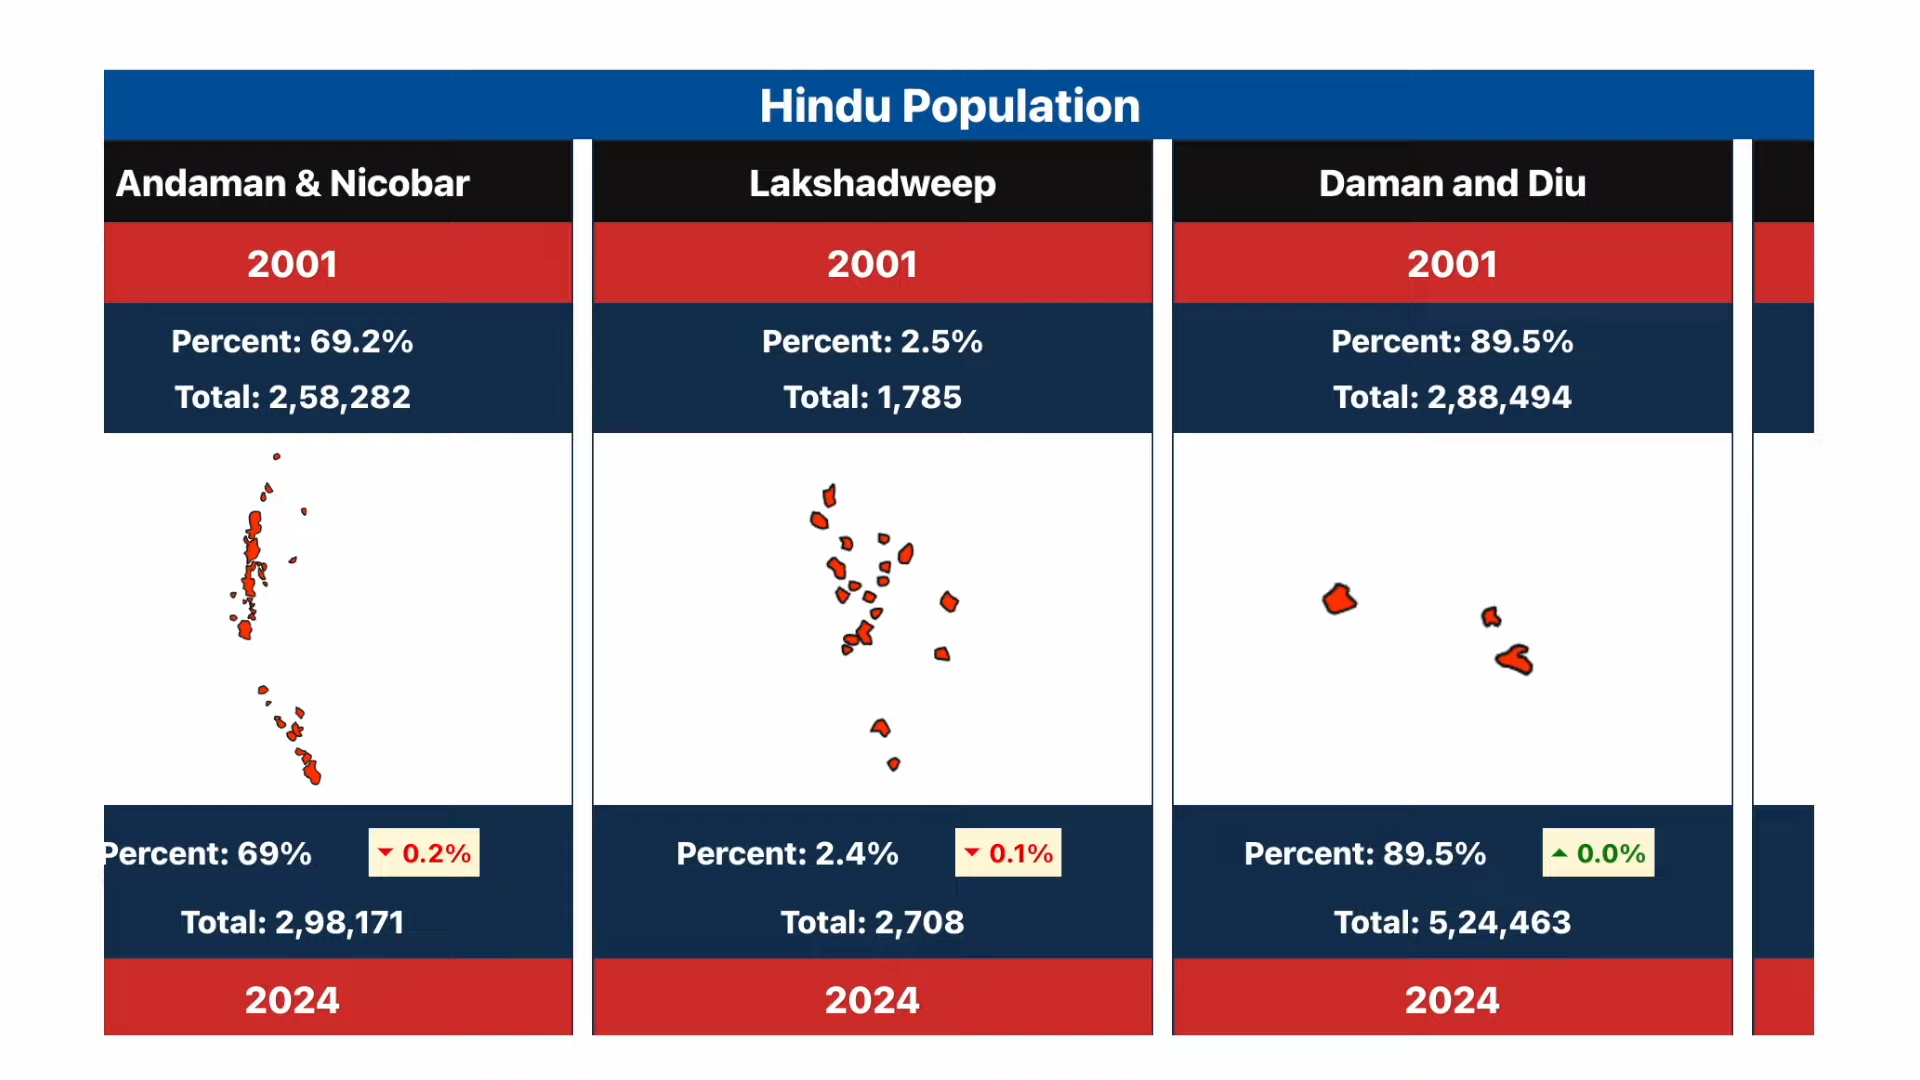 Hindu Population
Andaman & Nicobar
2001
Percent: 69.2%
Total: 2,58,282
Percent: 69%
0.2%
Total: 2,98,171
2024
Lakshadweep
2001
Percent: 2.5%
Total: 1,785
Percent: 2.4%
0.1%
Total: 2,708
2024
Daman and Diu
2001
Percent: 89.5%
Total: 2,88,494
Percent: 89.5%
0.0%
Total: 5,24,463
2024